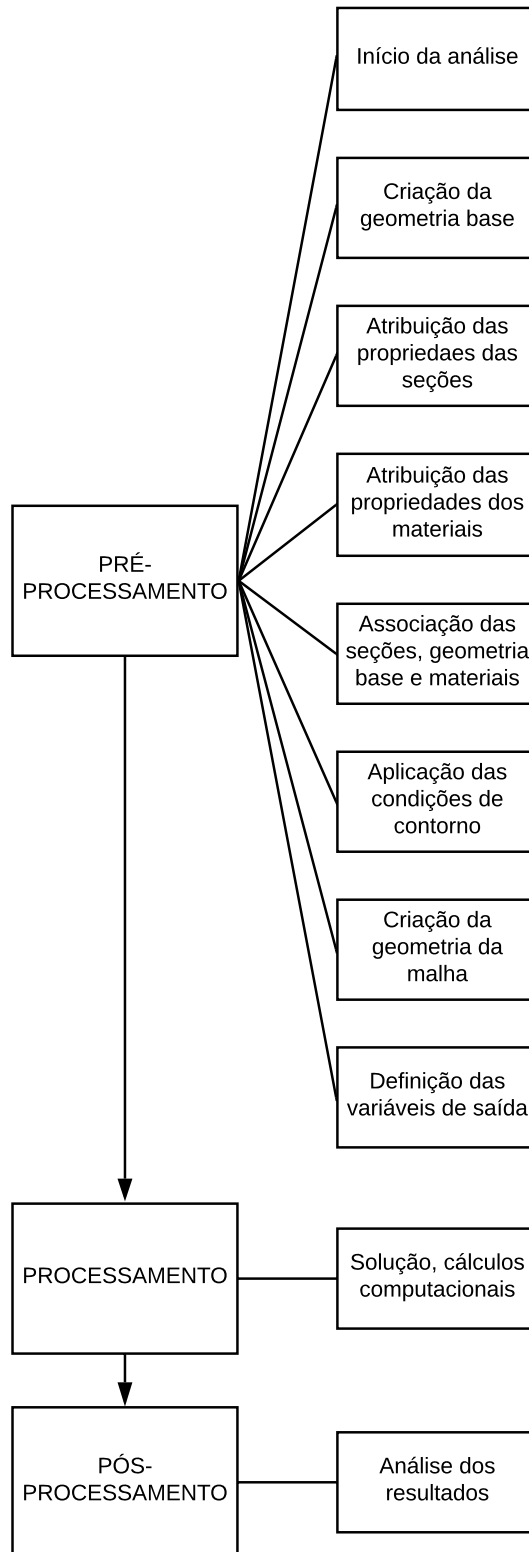 Início da análise
Criação da
geometria base
Atribuição das
propriedaes das
seções
Atribuição das
propriedades dos
materiais
PRÉ-
PROCESSAMENTO
Associação das
seções, geometria
base e materiais
Aplicação das
condições de
contorno
Criação da
geometria da
malha
Definição das
variáveis de saída
PROCESSAMENTO
Solução, cálculos
computacionais
PÓS-
PROCESSAMENTO
Análise dos
resultados